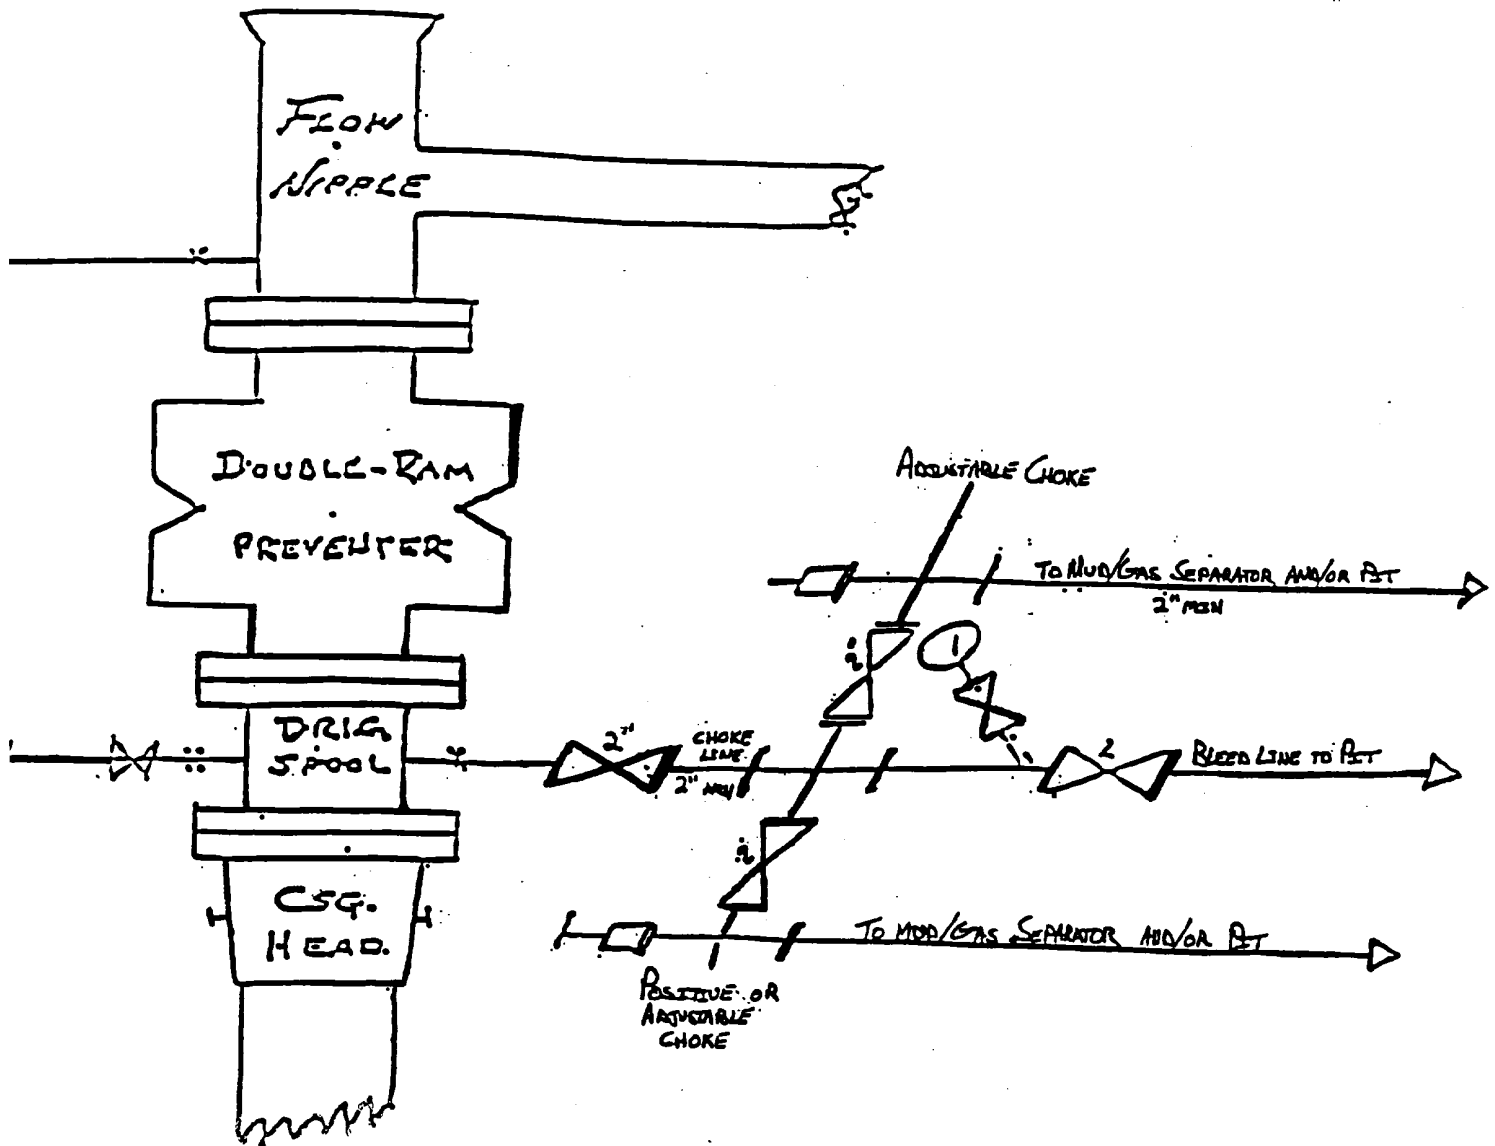 FLOW
NIPPLE
DOUBLE-RAM
PREVENTER
ADJUSTABLE CHOKE
TO MUD/GAS SEPARATOR AND/OR PIT
2" MIN
1
DRLG
SPOOL
2"
CHOKE
LINE
2" MIN
2
BLEED LINE TO PIT
CSG.
HEAD.
TO MUD/GAS SEPARATOR AND/OR PIT
POSITIVE OR
ADJUSTABLE
CHOKE